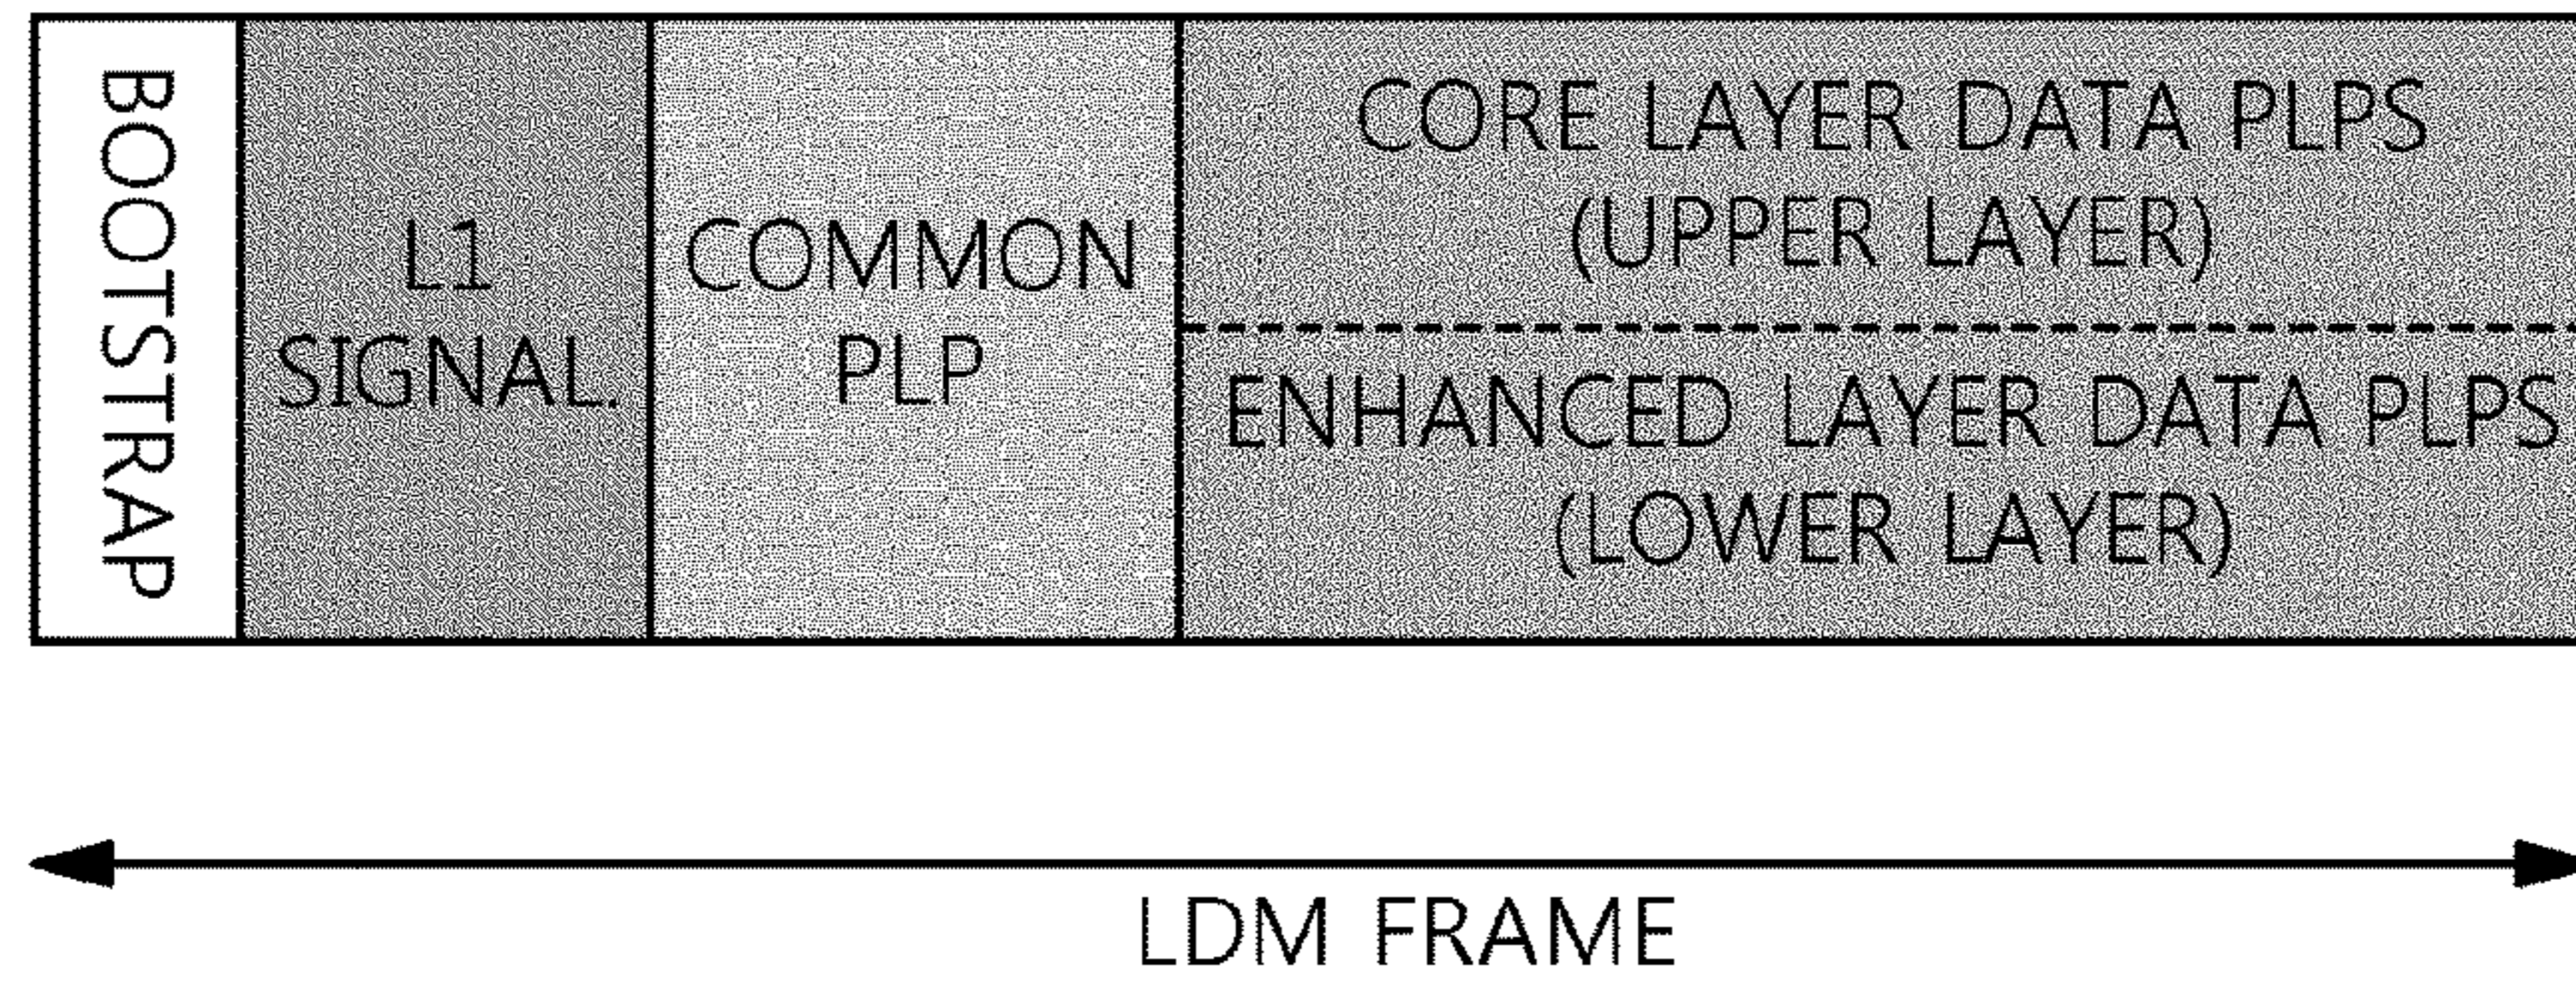 BOOTSTRAP
L1
SIGNAL.
COMMON
PLP
CORE LAYER DATA PLPS
(UPPER LAYER)
ENHANCED LAYER DATA PLPS
(LOWER LAYER)
LDM FRAME